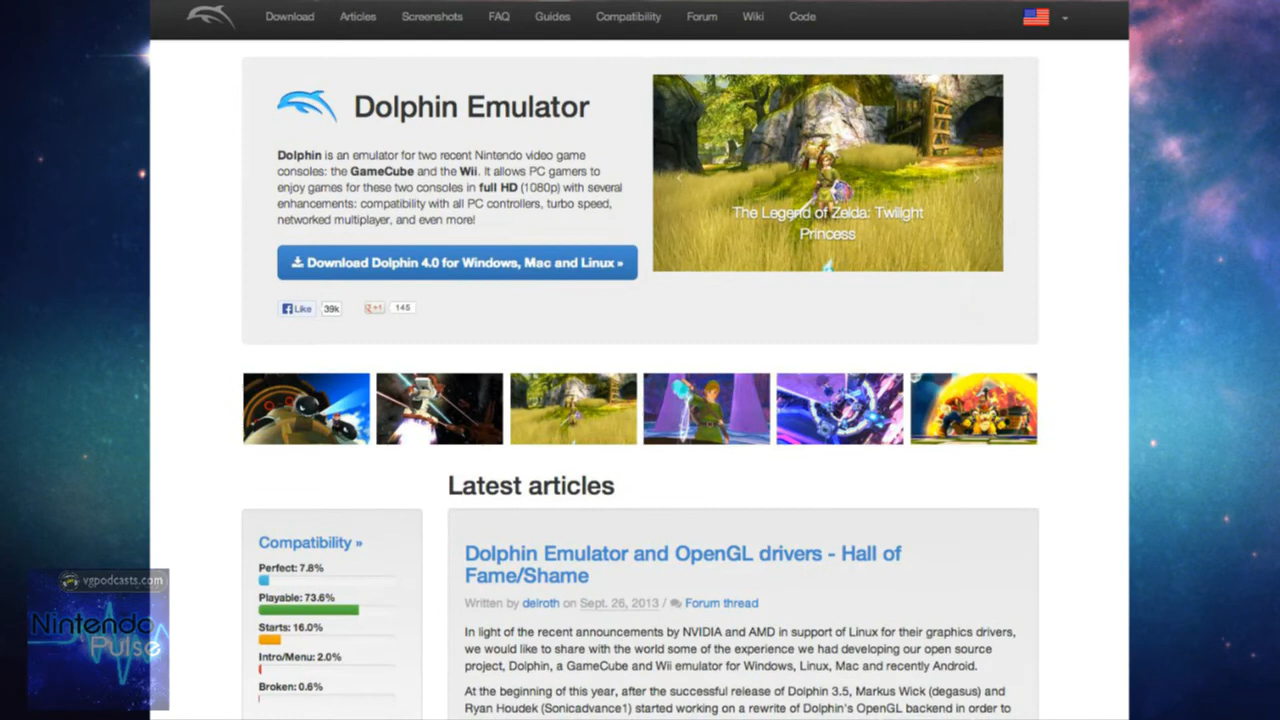 Download Articles Screenshots FAQ Guides Compatibility Forum Wiki Code
Dolphin Emulator
Dolphin is an emulator for two recent Nintendo video game
consoles: the GameCube and the Wii. It allows PC gamers to
enjoy games for these two consoles in full HD (1080p) with several
enhancements: compatibility with all PC controllers, turbo speed,
networked multiplayer, and even more!
Download Dolphin 4.0 for Windows, Mac and Linux »
Like 39k +1 145
The Legend of Zelda: Twilight
Princess
Latest articles
Compatibility »
Perfect: 7.8%
Playable: 73.6%
Starts: 16.0%
Intro/Menu: 2.0%
Broken: 0.6%
Dolphin Emulator and OpenGL drivers - Hall of
Fame/Shame
Written by delroth on Sept. 26, 2013 / Forum thread
In light of the recent announcements by NVIDIA and AMD in support of Linux for their graphics drivers,
we would like to share with the world some of the experience we had developing our open source
project, Dolphin, a GameCube and Wii emulator for Windows, Linux, Mac and recently Android.
At the beginning of this year, after the successful release of Dolphin 3.5, Markus Wick (degasus) and
Ryan Houdek (Sonicadvance1) started working on a rewrite of Dolphin's OpenGL backend in order to
vgpodcasts.com
Nintendo
Pulse